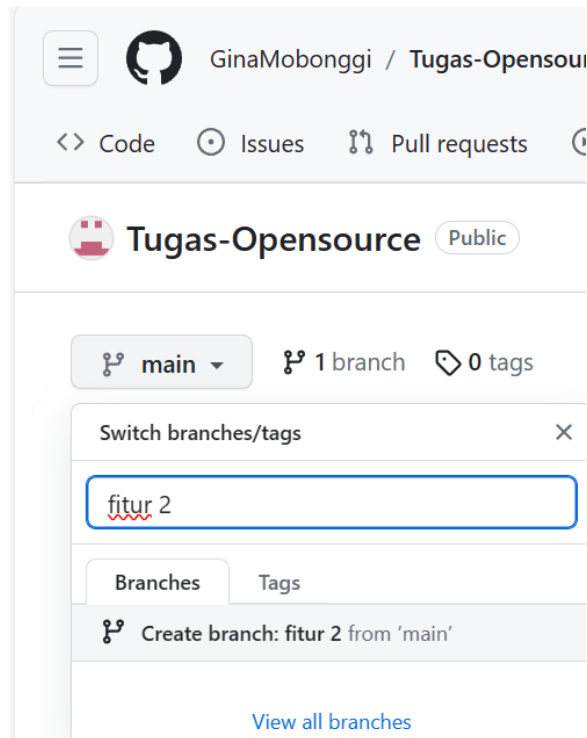 GinaMobonggi / Tugas-Opensour
Code Issues Pull requests
Tugas-Opensource Public
main 1 branch 0 tags
Switch branches/tags
fitur 2
Branches Tags
Create branch: fitur 2 from ‘main’
View all branches